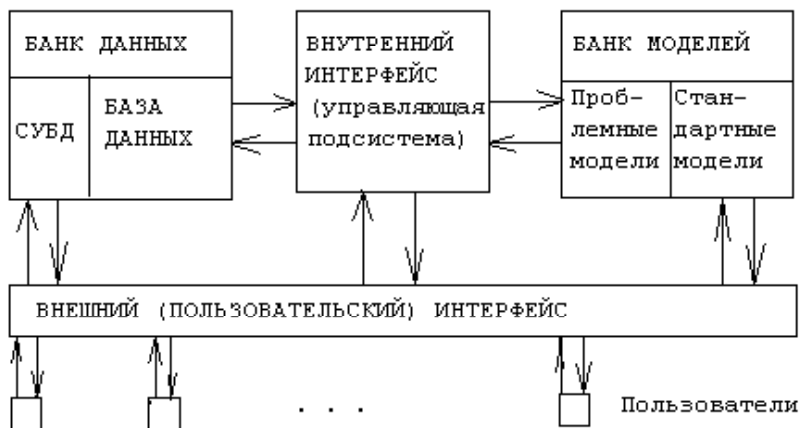 БАНК ДАННЫХ
СУБД
БАЗА
ДАННЫХ
ВНУТРЕННИЙ
ИНТЕРФЕЙС
(управляющая
подсистема)
БАНК МОДЕЛЕЙ
Проб-
лемные
модели
Стан-
дартные
модели
ВНЕШНИЙ (ПОЛЬЗОВАТЕЛЬСКИЙ) ИНТЕРФЕЙС
. . .
Пользователи